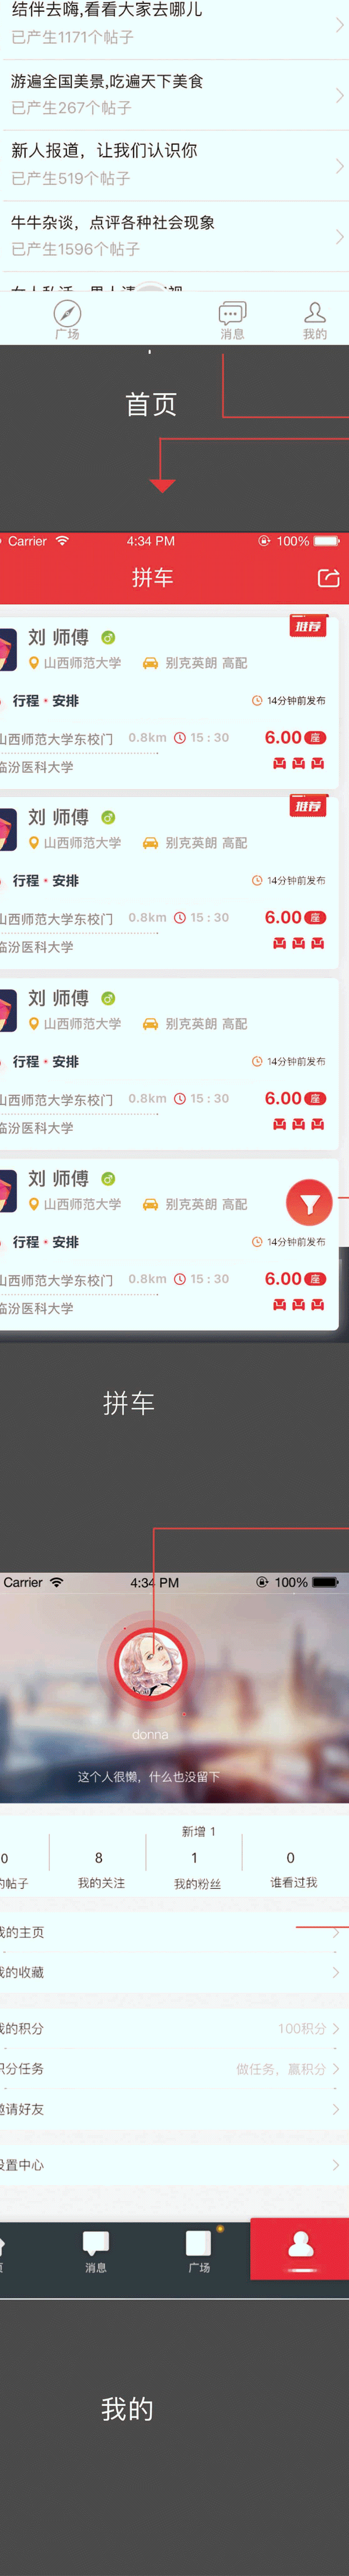 结伴去嗨,看看大家去哪儿
已产生1171个帖子
游遍全国美景,吃遍天下美食
已产生267个帖子
新人报道，让我们认识你
已产生519个帖子
牛牛杂谈，点评各种社会现象
已产生1596个帖子
广场 消息 我的
首页
Carrier 4:34 PM 100%
拼车
刘 师傅 推荐
山西师范大学 别克英朗 高配
行程·安排 14分钟前发布
山西师范大学东校门 0.8km 15:30 6.00座
临汾医科大学
刘 师傅 推荐
山西师范大学 别克英朗 高配
行程·安排 14分钟前发布
山西师范大学东校门 0.8km 15:30 6.00座
临汾医科大学
刘 师傅
山西师范大学 别克英朗 高配
行程·安排 14分钟前发布
山西师范大学东校门 0.8km 15:30 6.00座
临汾医科大学
刘 师傅
山西师范大学 别克英朗 高配
行程·安排 14分钟前发布
山西师范大学东校门 0.8km 15:30 6.00座
临汾医科大学
拼车
Carrier 4:34 PM 100%
donna
这个人很懒，什么也没留下
新增 1
0 8 1 0
的帖子 我的关注 我的粉丝 谁看过我
我的主页
我的收藏
我的积分 100积分
积分任务 做任务，赢积分
邀请好友
设置中心
页 消息 广场
我的